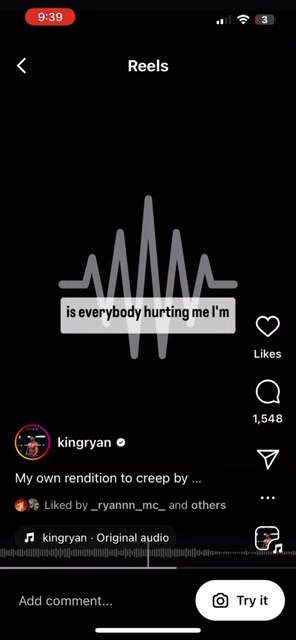 9:39
3
Reels
is everybody hurting me I'm
Likes
1,548
kingryan
My own rendition to creep by ...
Liked by _ryannn_mc_ and others
kingryan · Original audio
Add comment...
Try it